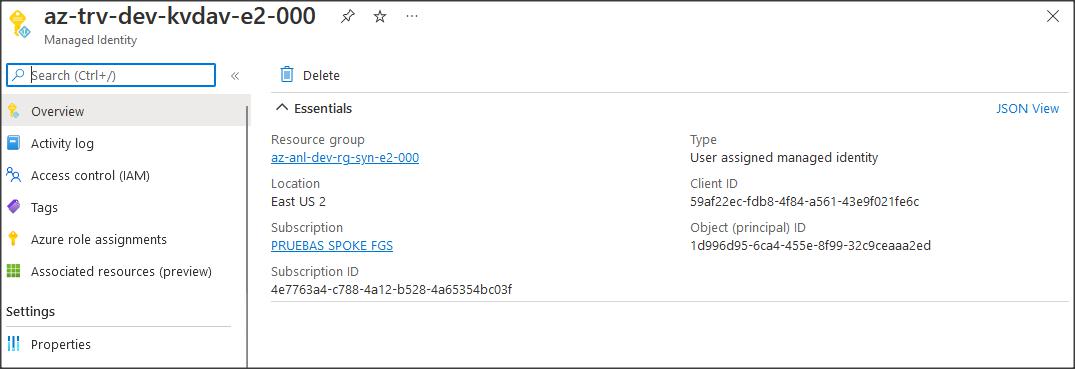 az-trv-dev-kvdav-e2-000
Managed Identity
Search (Ctrl+/)
Overview
Activity log
Access control (IAM)
Tags
Azure role assignments
Associated resources (preview)
Settings
Properties
Delete
Essentials
JSON View
Resource group
az-anl-dev-rg-syn-e2-000
Location
East US 2
Subscription
PRUEBAS SPOKE FGS
Subscription ID
4e7763a4-c788-4a12-b528-4a65354bc03f
Type
User assigned managed identity
Client ID
59af22ec-fdb8-4f84-a561-43e9f021fe6c
Object (principal) ID
1d996d95-6ca4-455e-8f99-32c9ceaaa2ed